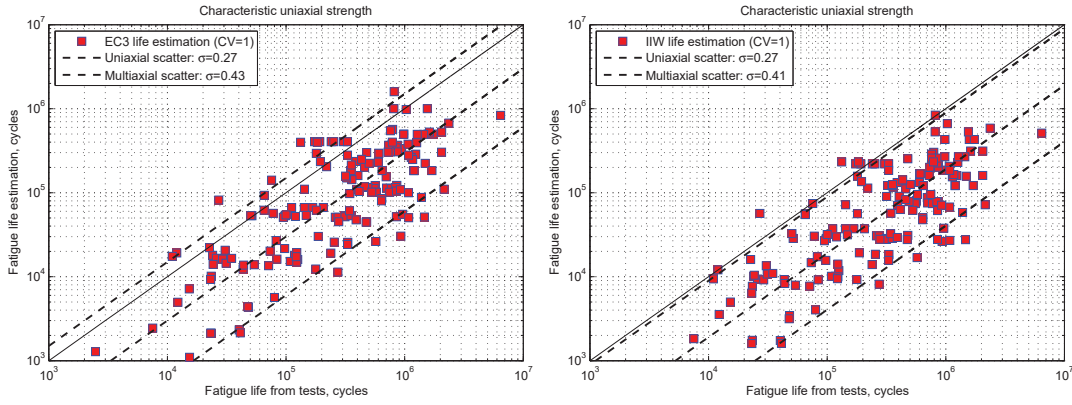 Characteristic uniaxial strength
10^7
EC3 life estimation (CV=1)
Uniaxial scatter: σ=0.27
Multiaxial scatter: σ=0.43
10^6
10^5
10^4
10^3
Fatigue life estimation, cycles
10^3 10^4 10^5 10^6 10^7
Fatigue life from tests, cycles
Characteristic uniaxial strength
10^7
IIW life estimation (CV=1)
Uniaxial scatter: σ=0.27
Multiaxial scatter: σ=0.41
10^6
10^5
10^4
10^3
Fatigue life estimation, cycles
10^3 10^4 10^5 10^6 10^7
Fatigue life from tests, cycles